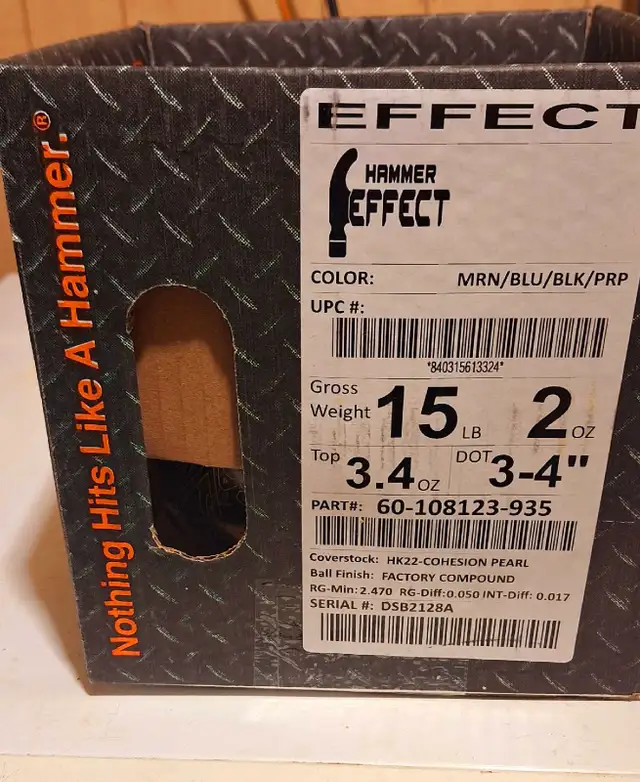 Nothing Hits Like A Hammer.®
EFFECT
HAMMER
EFFECT
COLOR: MRN/BLU/BLK/PRP
UPC #:
*840315613324*
Gross Weight 15 LB 2 OZ
Top 3.4 OZ DOT 3-4"
PART#: 60-108123-935
Coverstock: HK22-COHESION PEARL
Ball Finish: FACTORY COMPOUND
RG-Min: 2.470 RG-Diff: 0.050 INT-Diff: 0.017
SERIAL #: DSB2128A